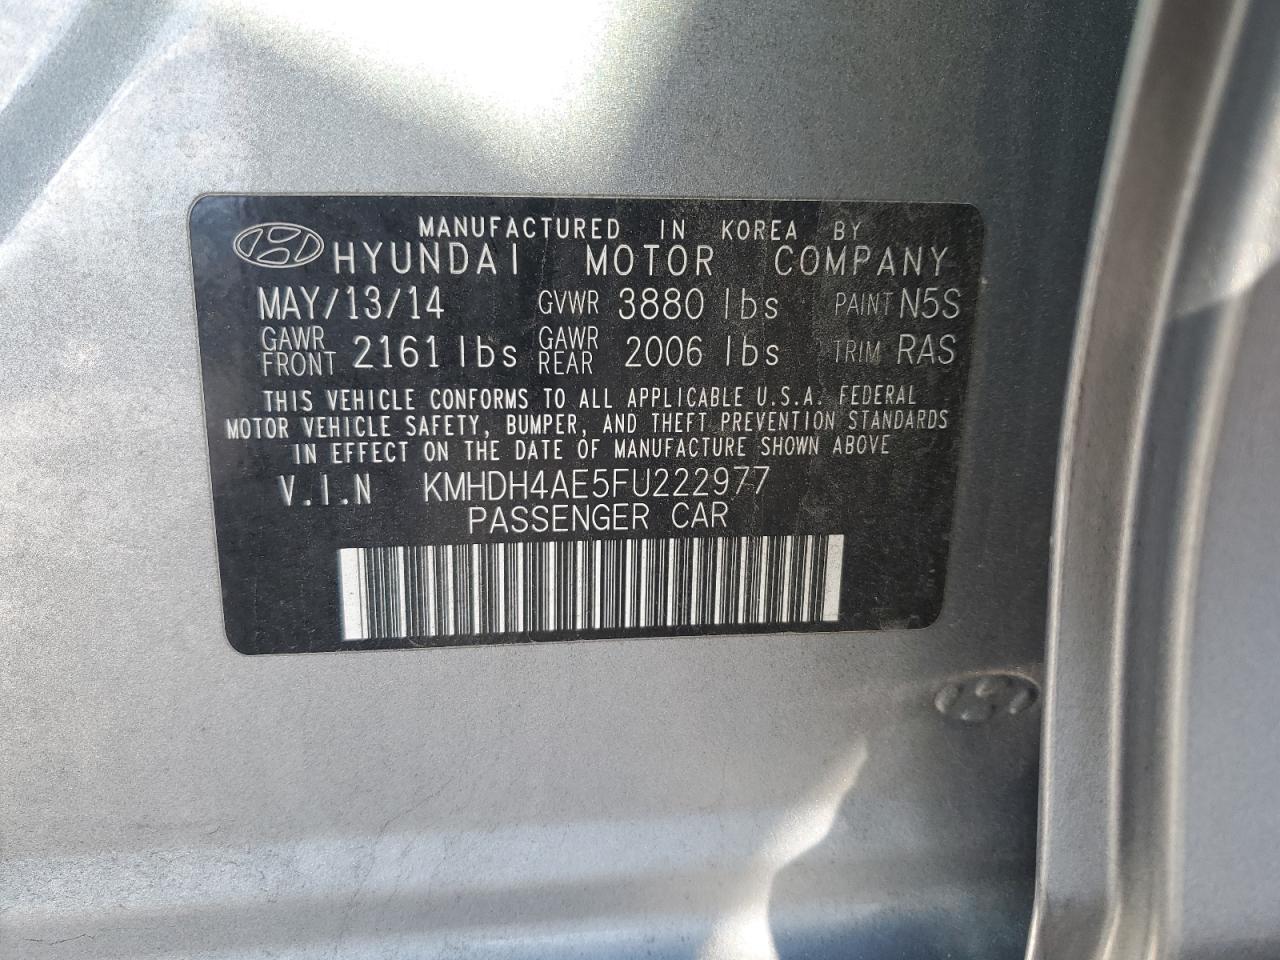 MANUFACTURED IN KOREA BY
HYUNDAI MOTOR COMPANY
MAY/13/14 GVWR 3880 lbs PAINT N5S
GAWR FRONT 2161 lbs GAWR REAR 2006 lbs TRIM RAS
THIS VEHICLE CONFORMS TO ALL APPLICABLE U.S.A. FEDERAL
MOTOR VEHICLE SAFETY, BUMPER, AND THEFT PREVENTION STANDARDS
IN EFFECT ON THE DATE OF MANUFACTURE SHOWN ABOVE
V.I.N KMHDH4AE5FU222977
PASSENGER CAR